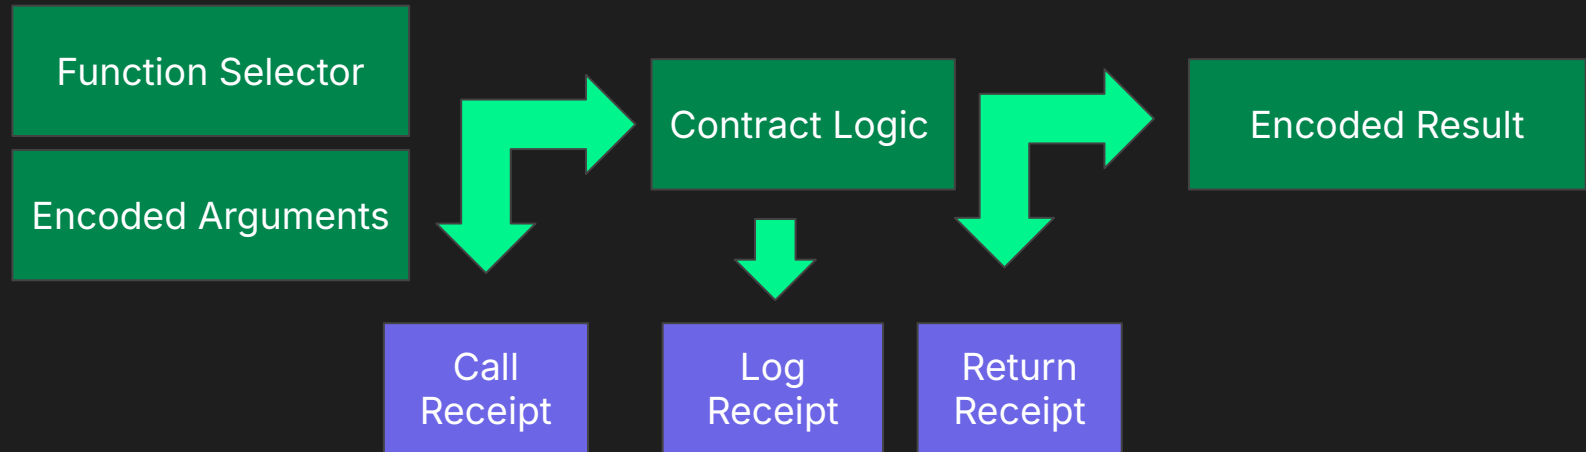 Function Selector
Encoded Arguments
Contract Logic
Encoded Result
Call
Receipt
Log
Receipt
Return
Receipt